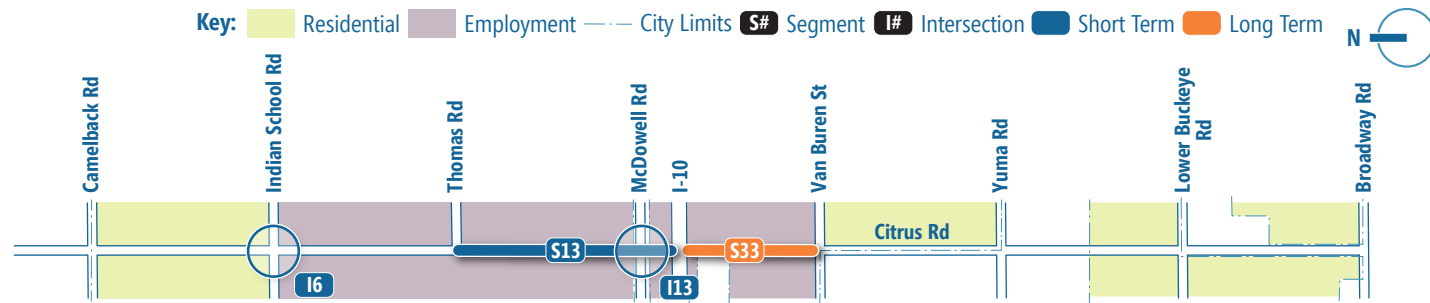 Key: Residential Employment City Limits S# Segment I# Intersection Short Term Long Term
N
Camelback Rd
Indian School Rd
Thomas Rd
McDowell Rd
I-10
Van Buren St
Yuma Rd
Lower Buckeye
Rd
Broadway Rd
Citrus Rd
S13
S33
I6
I13